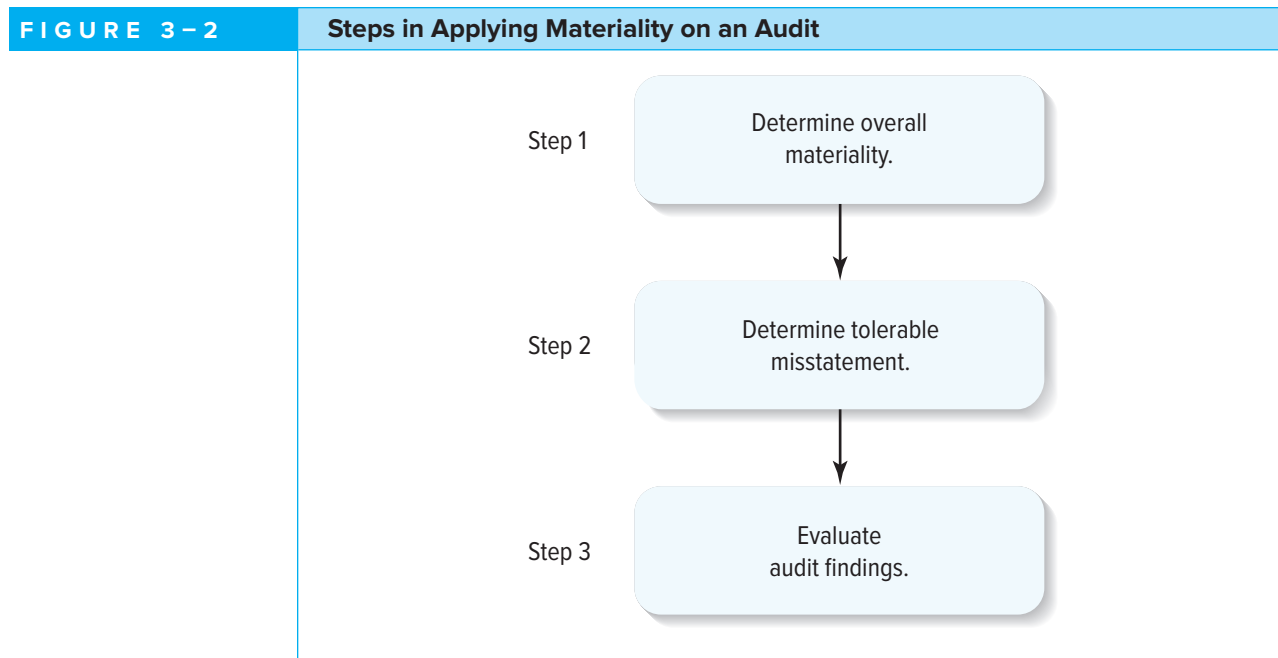 FIGURE 3–2
Steps in Applying Materiality on an Audit
Step 1
Determine overall
materiality.
Step 2
Determine tolerable
misstatement.
Step 3
Evaluate
audit findings.